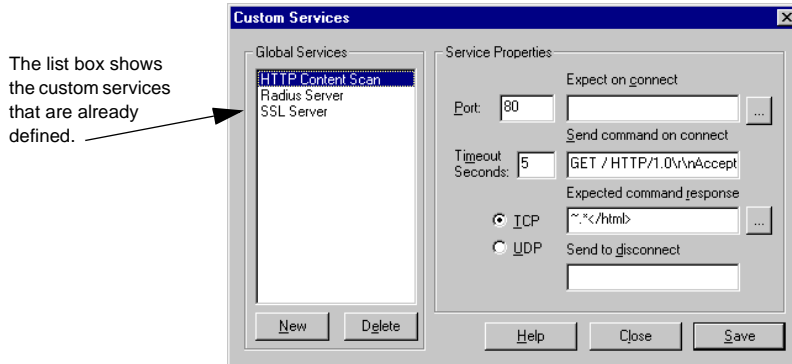 Custom Services
The list box shows
the custom services
that are already
defined.
Global Services
HTTP Content Scan
Radius Server
SSL Server
New
Delete
Service Properties
Port:
80
Timeout
Seconds:
5
TCP
UDP
Expect on connect
...
Send command on connect
GET / HTTP/1.0\r\nAccept
Expected command response
~.*</html>
...
Send to disconnect
Help
Close
Save